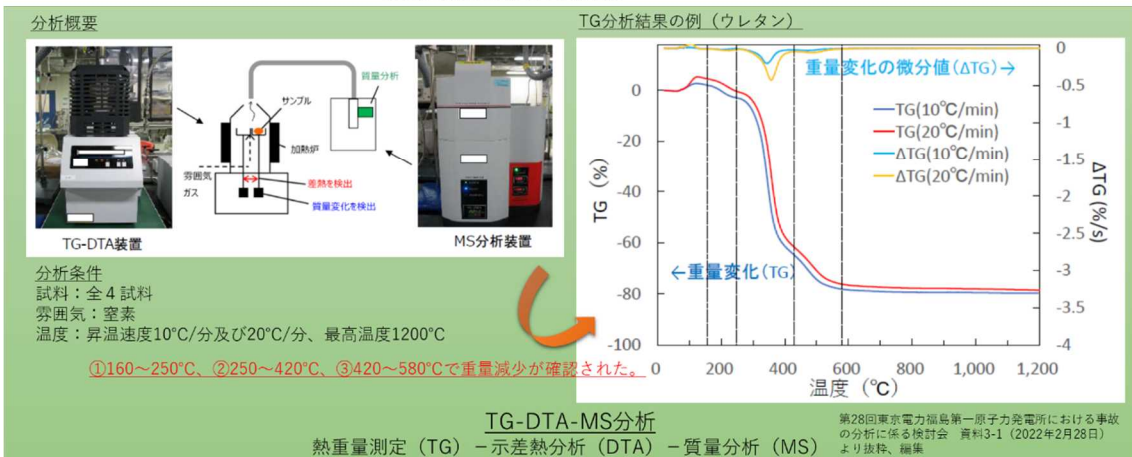 分析概要
質量分析
サンプル
加熱炉
雰囲気
ガス
差熱を検出
質量変化を検出
TG-DTA装置
MS分析装置
分析条件
試料：全４試料
雰囲気：窒素
温度：昇温速度10℃/分及び20℃/分、最高温度1200℃
①160～250℃、②250～420℃、③420～580℃で重量減少が確認された。
TG分析結果の例（ウレタン）
重量変化の微分値(ΔTG)→
TG(10℃/min)
TG(20℃/min)
ΔTG(10℃/min)
ΔTG(20℃/min)
←重量変化(TG)
TG（%）
0
-20
-40
-60
-80
-100
0
-0.5
-1
-1.5
-2
-2.5
-3
-3.5
-4
ΔTG(%/s)
0 200 400 600 800 1,000 1,200
温度（℃）
TG-DTA-MS分析
熱重量測定（TG）－示差熱分析（DTA）－質量分析（MS）
第28回東京電力福島第一原子力発電所における事故
の分析に係る検討会　資料3-1（2022年2月28日）
より抜粋、編集